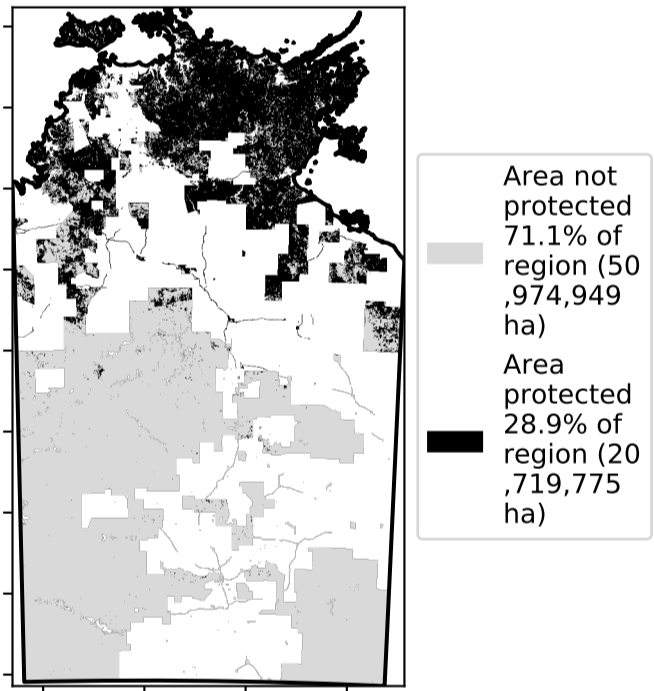 Area not
protected
71.1% of
region (50
,974,949
ha)
Area
protected
28.9% of
region (20
,719,775
ha)